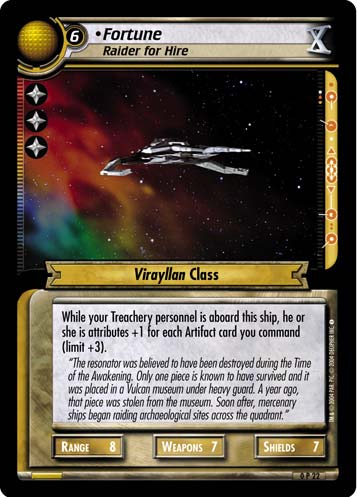 6
•Fortune
Raider for Hire
Virayllan Class
While your Treachery personnel is aboard this ship, he or
she is attributes +1 for each Artifact card you command
(limit +3).
"The resonator was believed to have been destroyed during the Time
of the Awakening. Only one piece is known to have survived and it
was placed in a Vulcan museum under heavy guard. A year ago,
that piece was stolen from the museum. Soon after, mercenary
ships began raiding archaeological sites across the quadrant."
RANGE 8 WEAPONS 7 SHIELDS 7
0 P 22